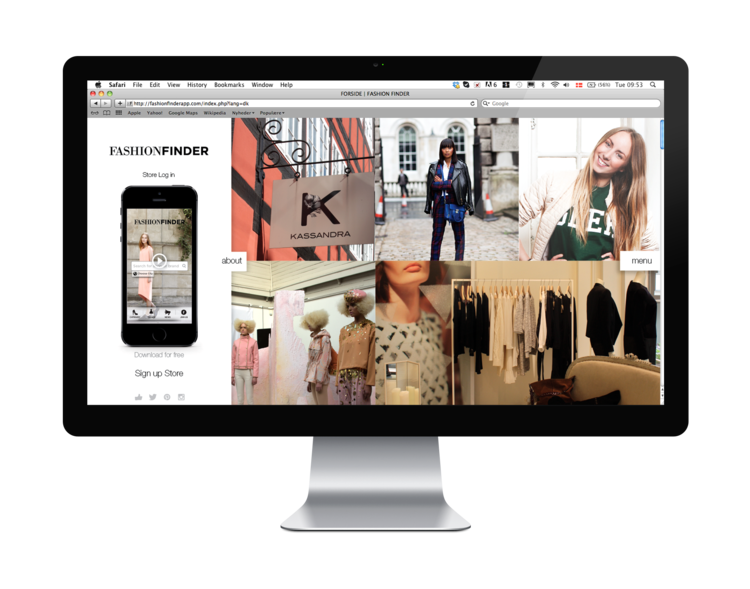 Safari File Edit View History Bookmarks Window Help
6
(56%) Tue 09:53
FORSIDE | FASHION FINDER
http://fashionfinderapp.com/index.php?lang=dk
Google
Apple Yahoo! Google Maps Wikipedia Nyheder Populære
FASHIONFINDER
Store Log in
FASHIONFINDER
Download for free
Sign up Store
K
KASSANDRA
about
menu